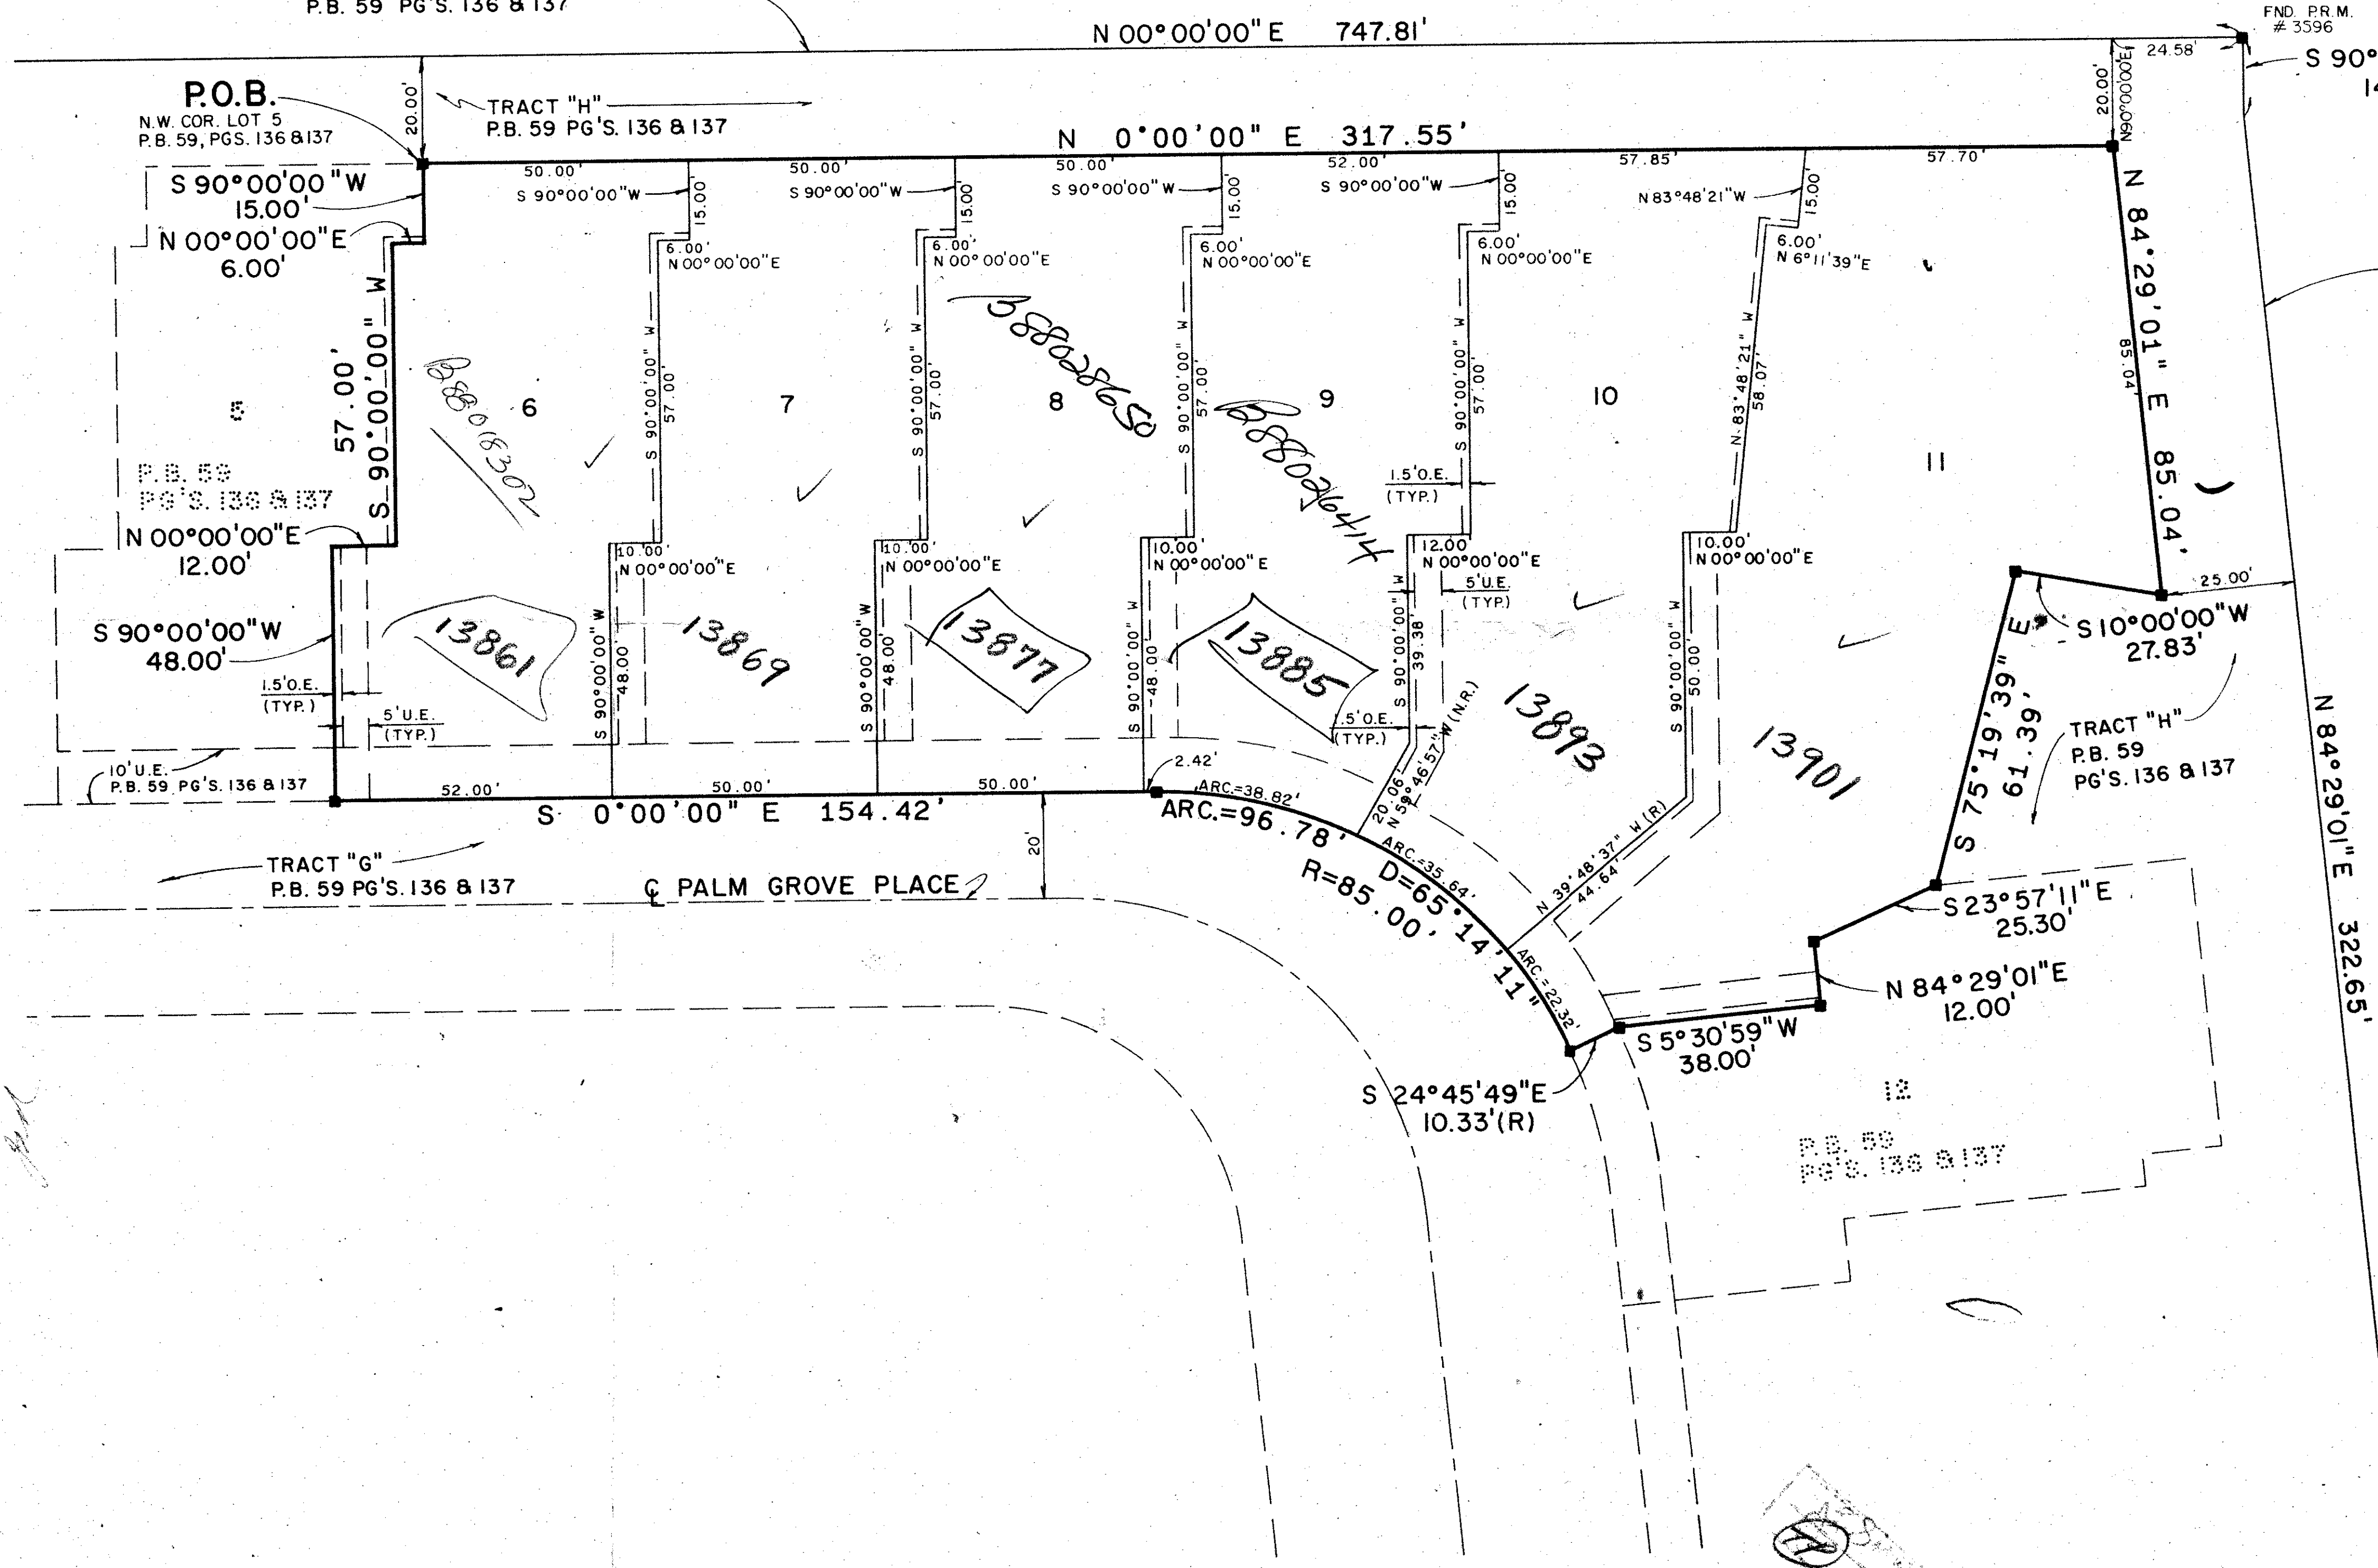 P.B. 59 PG'S. 136 & 137
N 00°00'00" E 747.81'
FND. P.R.M.
# 3596
24.58'
S 90°
14
20.00'
N90°00'00"E
P.O.B.
N.W. COR. LOT 5
P.B. 59, PGS. 136 & 137
20.00'
TRACT "H"
P.B. 59 PG'S. 136 & 137
N 0°00'00" E 317.55'
50.00'
50.00'
50.00'
52.00'
57.85'
57.70'
S 90°00'00" W
15.00'
S 90°00'00" W
15.00'
S 90°00'00" W
15.00'
S 90°00'00" W
15.00'
S 90°00'00" W
15.00'
N 83°48'21" W
15.00'
N 00°00'00" E
6.00'
6.00'
N 00°00'00" E
6.00'
N 00°00'00" E
6.00'
N 00°00'00" E
6.00'
N 00°00'00" E
6.00'
N 6°11'39" E
N 84°29'01" E 85.04'
85.04'
57.00'
S 90°00'00" W
S 90°00'00" W
57.00'
S 90°00'00" W
57.00'
S 90°00'00" W
57.00'
S 90°00'00" W
57.00'
N 83°48'21" W
58.07'
5
6
7
8
9
10
11
B88018302
B88028650
B88026414
P.B. 59
PG'S. 136 & 137
1.5' O.E.
(TYP.)
N 00°00'00" E
12.00'
10.00'
N 00°00'00" E
10.00'
N 00°00'00" E
10.00'
N 00°00'00" E
12.00'
N 00°00'00" E
10.00'
N 00°00'00" E
5' U.E.
(TYP.)
25.00'
S 10°00'00" W
27.83'
S 90°00'00" W
48.00'
S 90°00'00" W
48.00'
S 90°00'00" W
48.00'
S 90°00'00" W
48.00'
S 90°00'00" W
39.38'
S 90°00'00" W
50.00'
13861
13869
13877
13885
13893
13901
1.5' O.E.
(TYP.)
5' U.E.
(TYP.)
1.5' O.E.
(TYP.)
20.06'
N 59°46'57" W (N.R.)
S 75°19'39" E
61.39'
TRACT "H"
P.B. 59
PG'S. 136 & 137
N 84°29'01" E 322.65'
10' U.E.
P.B. 59 PG'S. 136 & 137
52.00'
50.00'
50.00'
2.42'
S 0°00'00" E 154.42'
ARC.=38.82'
ARC.=96.78'
ARC.=35.64'
D=65°14'11"
R=85.00'
ARC.=22.32'
N 39°48'37" W (R)
44.64'
20'
TRACT "G"
P.B. 59 PG'S. 136 & 137
℄ PALM GROVE PLACE
S 23°57'11" E
25.30'
N 84°29'01" E
12.00'
S 5°30'59" W
38.00'
S 24°45'49" E
10.33' (R)
12
P.B. 59
PG'S. 136 & 137